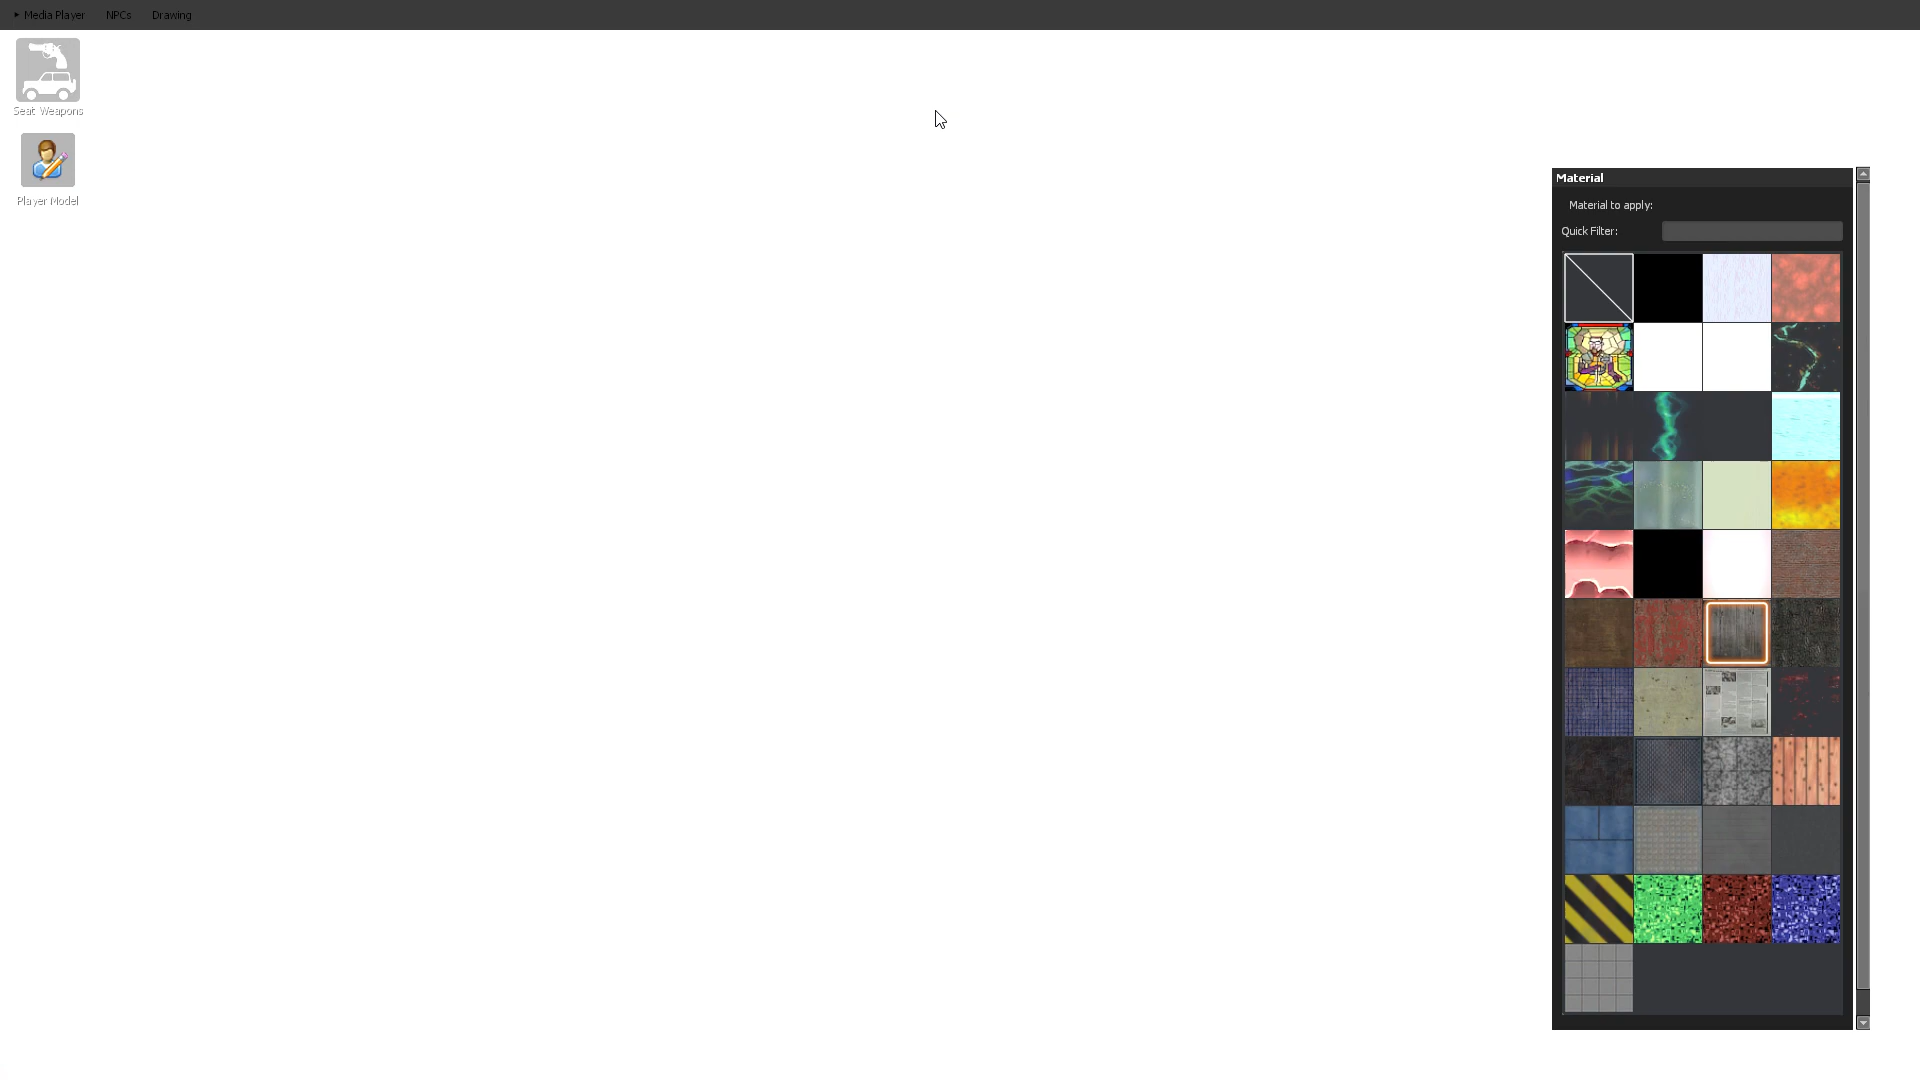 Media Player NPCs Drawing
Seat Weapons
Player Model
Material
Material to apply:
Quick Filter: